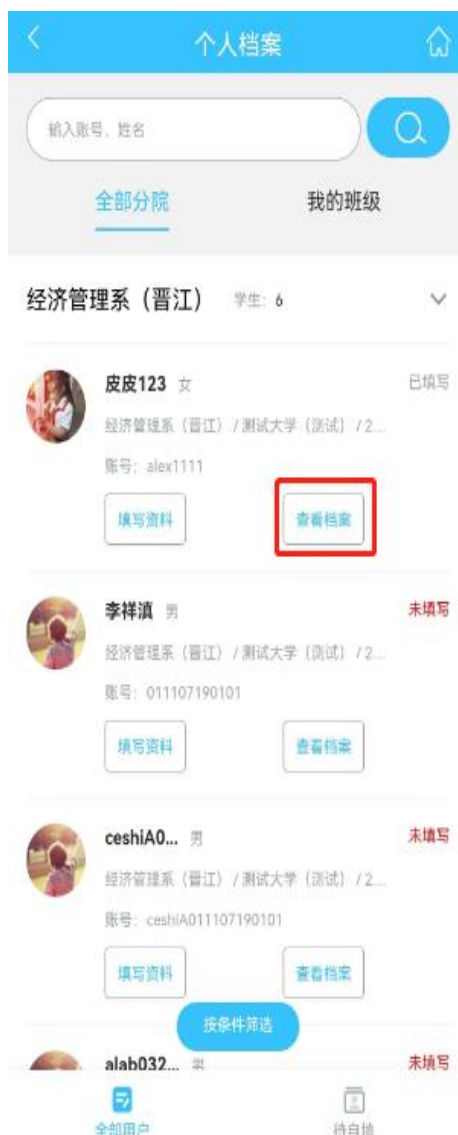 个人档案
输入账号，姓名
全部分院 我的班级
经济管理系（晋江） 学生：6
皮皮123 女 已填写
经济管理系（晋江）/ 测试大学（测试）/ 2...
账号：alex1111
填写资料 查看档案
李祥滇 男 未填写
经济管理系（晋江）/ 测试大学（测试）/ 2...
账号：011107190101
填写资料 查看档案
ceshiA0... 男 未填写
经济管理系（晋江）/ 测试大学（测试）/ 2...
账号：ceshiA011107190101
填写资料 查看档案
按条件筛选
alab032... 男 未填写
全部用户 待自填